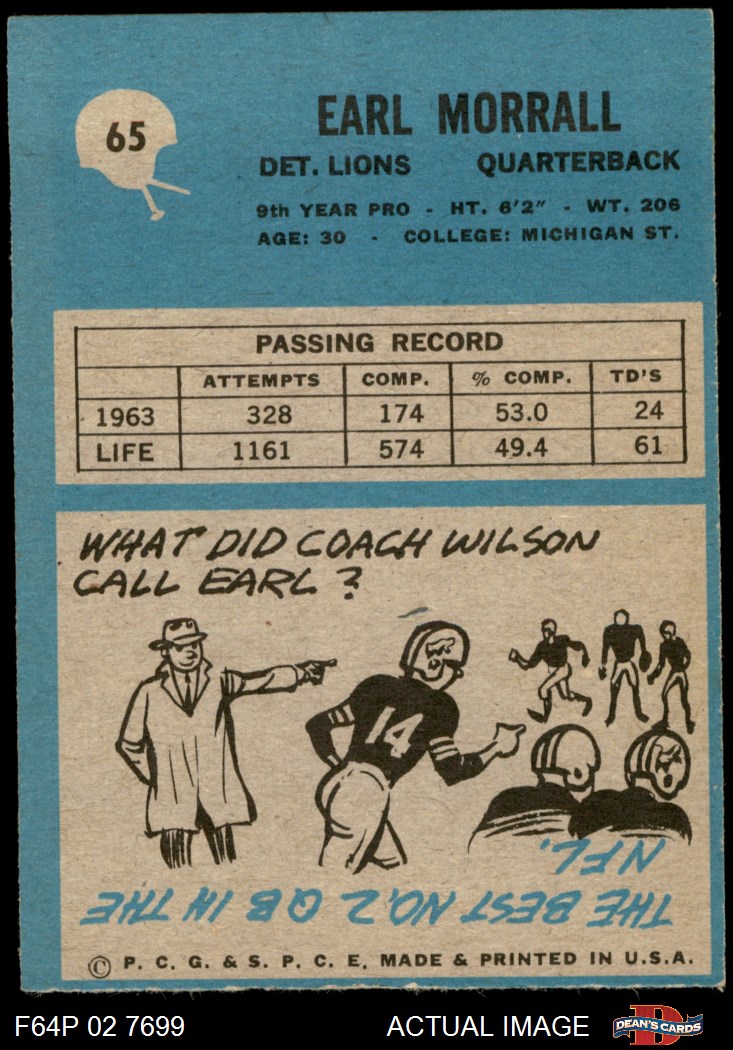 65
EARL MORRALL
DET. LIONS QUARTERBACK
9th YEAR PRO - HT. 6'2" - WT. 206
AGE: 30 - COLLEGE: MICHIGAN ST.
PASSING RECORD
ATTEMPTS COMP. % COMP. TD'S
1963 328 174 53.0 24
LIFE 1161 574 49.4 61
WHAT DID COACH WILSON
CALL EARL?
14
THE BEST NO. 2 QB IN THE
NFL.
© P. C. G. & S. P. C. E. MADE & PRINTED IN U.S.A.
F64P 02 7699 ACTUAL IMAGE D DEAN'S CARDS